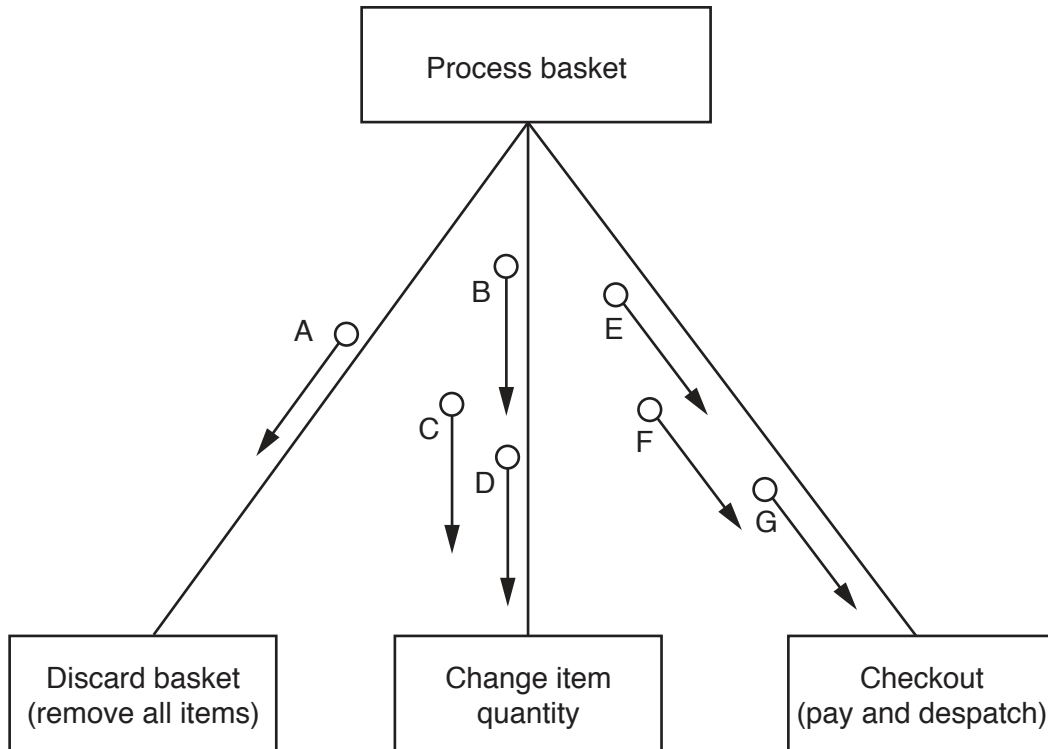 Process basket
A
B
E
C
F
D
G
Discard basket
(remove all items)
Change item
quantity
Checkout
(pay and despatch)